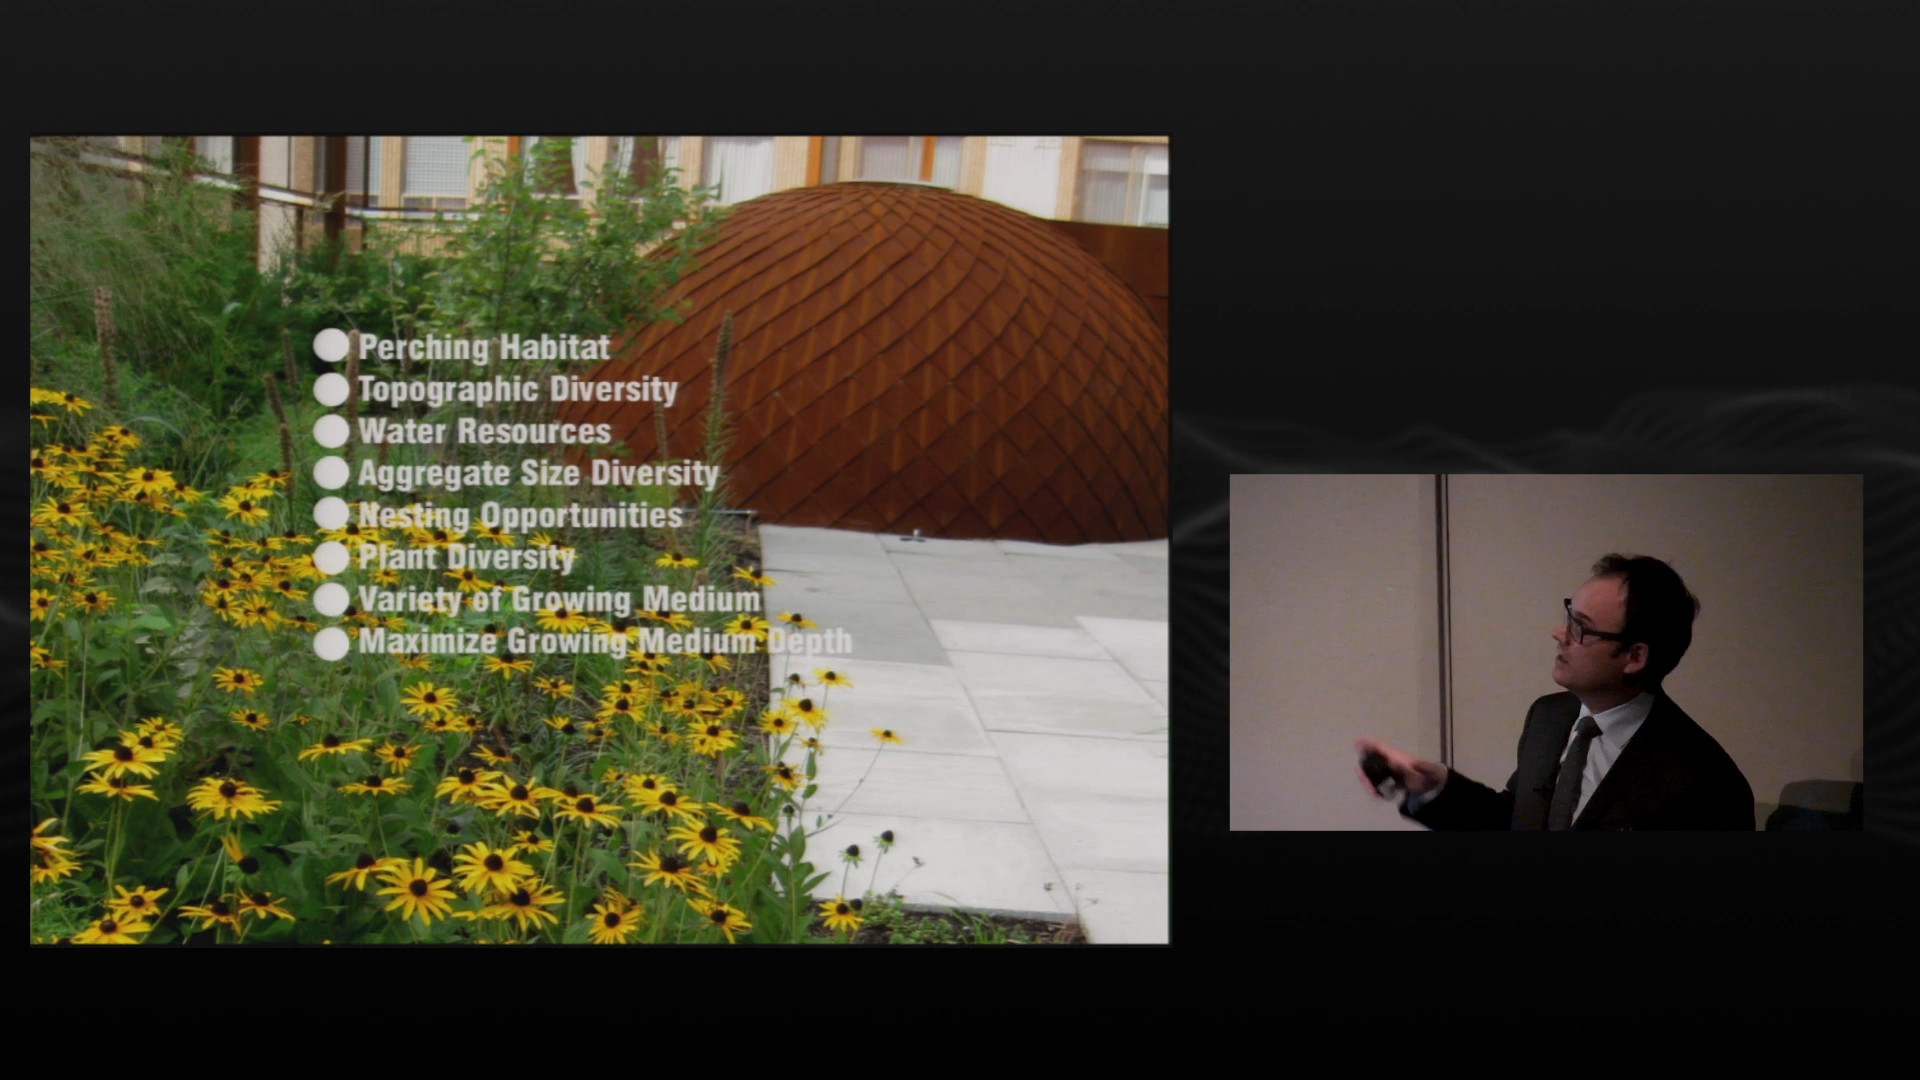 Perching Habitat
Topographic Diversity
Water Resources
Aggregate Size Diversity
Nesting Opportunities
Plant Diversity
Variety of Growing Medium
Maximize Growing Medium Depth